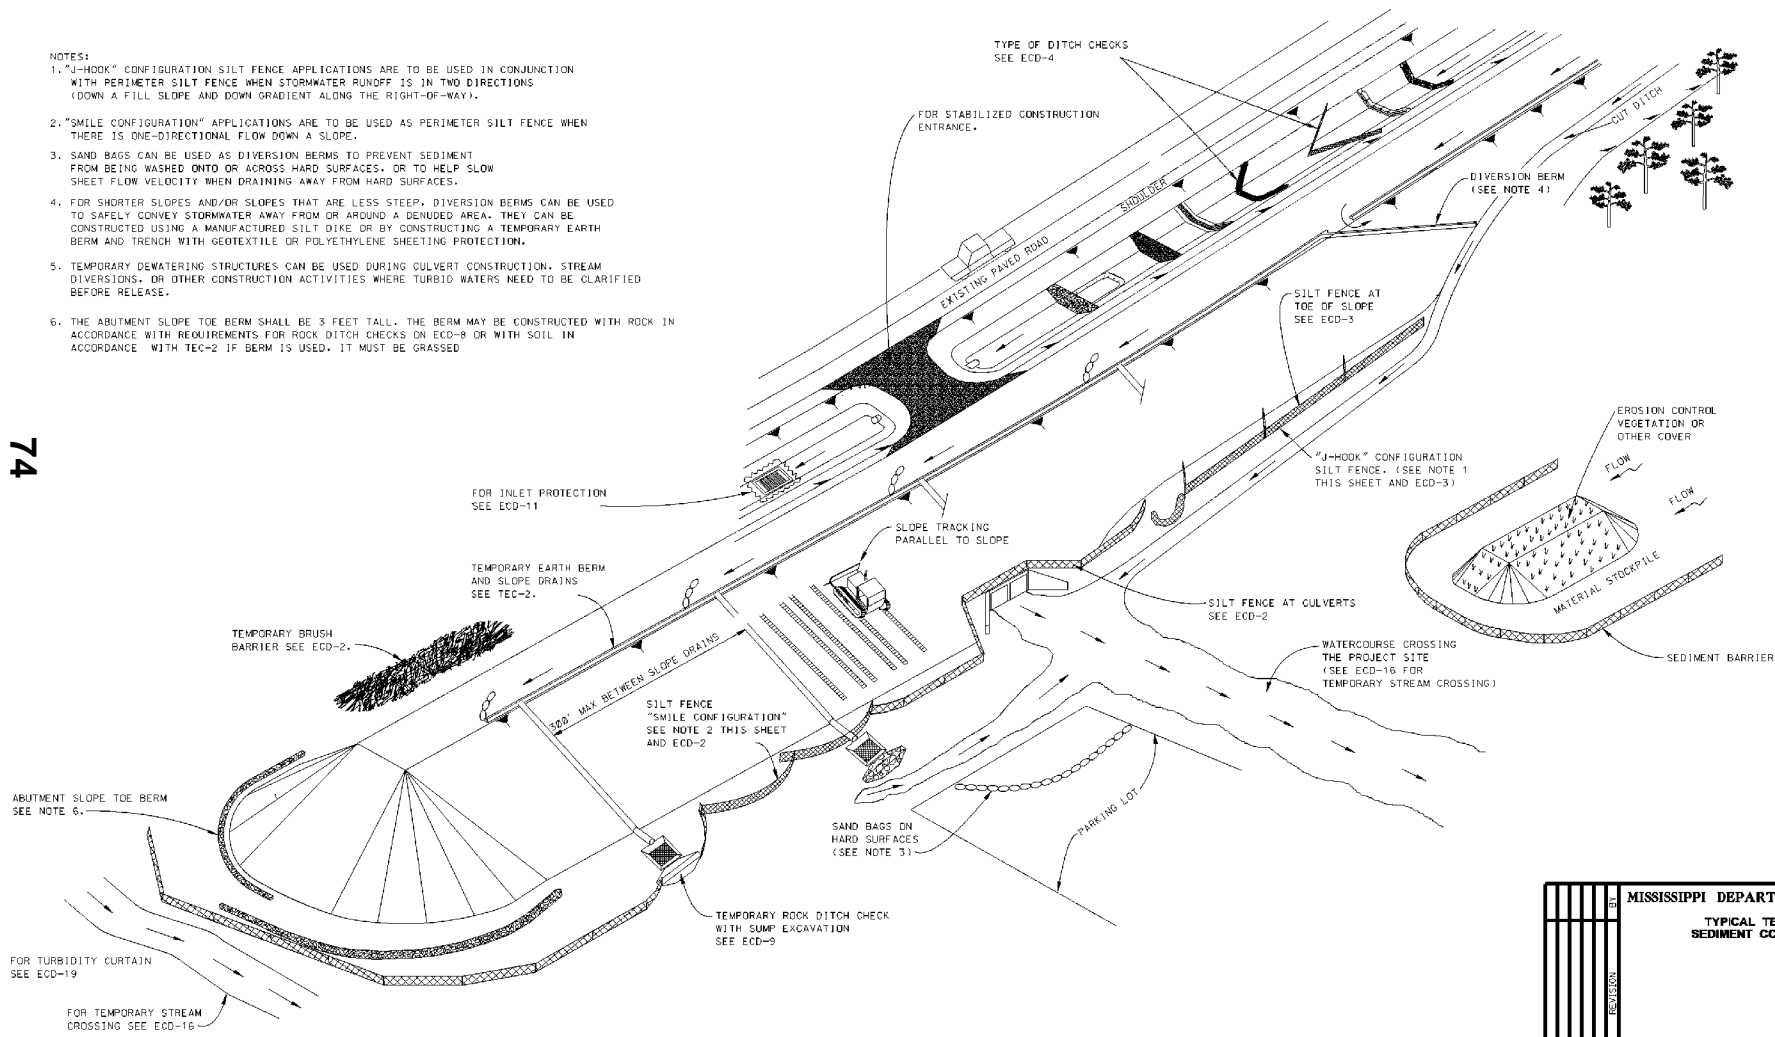 NOTES:
1. "J-HOOK" CONFIGURATION SILT FENCE APPLICATIONS ARE TO BE USED IN CONJUNCTION
WITH PERIMETER SILT FENCE WHEN STORMWATER RUNOFF IS IN TWO DIRECTIONS
(DOWN A FILL SLOPE AND DOWN GRADIENT ALONG THE RIGHT-OF-WAY).
2. "SMILE CONFIGURATION" APPLICATIONS ARE TO BE USED AS PERIMETER SILT FENCE WHEN
THERE IS ONE-DIRECTIONAL FLOW DOWN A SLOPE.
3. SAND BAGS CAN BE USED AS DIVERSION BERMS TO PREVENT SEDIMENT
FROM BEING WASHED ONTO OR ACROSS HARD SURFACES. OR TO HELP SLOW
SHEET FLOW VELOCITY WHEN DRAINING AWAY FROM HARD SURFACES.
4. FOR SHORTER SLOPES AND/OR SLOPES THAT ARE LESS STEEP. DIVERSION BERMS CAN BE USED
TO SAFELY CONVEY STORMWATER AWAY FROM OR AROUND A DENUDED AREA. THEY CAN BE
CONSTRUCTED USING A MANUFACTURED SILT DIKE OR BY CONSTRUCTING A TEMPORARY EARTH
BERM AND TRENCH WITH GEOTEXTILE OR POLYETHYLENE SHEETING PROTECTION.
5. TEMPORARY DEWATERING STRUCTURES CAN BE USED DURING CULVERT CONSTRUCTION. STREAM
DIVERSIONS. OR OTHER CONSTRUCTION ACTIVITIES WHERE TURBID WATERS NEED TO BE CLARIFIED
BEFORE RELEASE.
6. THE ABUTMENT SLOPE TOE BERM SHALL BE 3 FEET TALL. THE BERM MAY BE CONSTRUCTED WITH ROCK IN
ACCORDANCE WITH REQUIREMENTS FOR ROCK DITCH CHECKS ON ECD-8 OR WITH SOIL IN
ACCORDANCE WITH TEC-2 IF BERM IS USED. IT MUST BE GRASSED
TYPE OF DITCH CHECKS
SEE ECD-4
FOR STABILIZED CONSTRUCTION
ENTRANCE.
CUT DITCH
DIVERSION BERM
(SEE NOTE 4)
SHOULDER
EXISTING PAVED ROAD
SILT FENCE AT
TOE OF SLOPE
SEE ECD-3
EROSION CONTROL
VEGETATION OR
OTHER COVER
FLOW
FLOW
"J-HOOK" CONFIGURATION
SILT FENCE. (SEE NOTE 1
THIS SHEET AND ECD-3)
MATERIAL STOCKPILE
SEDIMENT BARRIER
74
FOR INLET PROTECTION
SEE ECD-11
SLOPE TRACKING
PARALLEL TO SLOPE
TEMPORARY EARTH BERM
AND SLOPE DRAINS
SEE TEC-2.
SILT FENCE AT CULVERTS
SEE ECD-2
TEMPORARY BRUSH
BARRIER SEE ECD-2.
WATERCOURSE CROSSING
THE PROJECT SITE
(SEE ECD-16 FOR
TEMPORARY STREAM CROSSING)
300' MAX BETWEEN SLOPE DRAINS
SILT FENCE
"SMILE CONFIGURATION"
SEE NOTE 2 THIS SHEET
AND ECD-2
ABUTMENT SLOPE TOE BERM
SEE NOTE 6.
PARKING LOT
SAND BAGS ON
HARD SURFACES
(SEE NOTE 3)
TEMPORARY ROCK DITCH CHECK
WITH SUMP EXCAVATION
SEE ECD-9
FOR TURBIDITY CURTAIN
SEE ECD-19
FOR TEMPORARY STREAM
CROSSING SEE ECD-16
BY
REVISION
MISSISSIPPI DEPART
TYPICAL TE
SEDIMENT CO